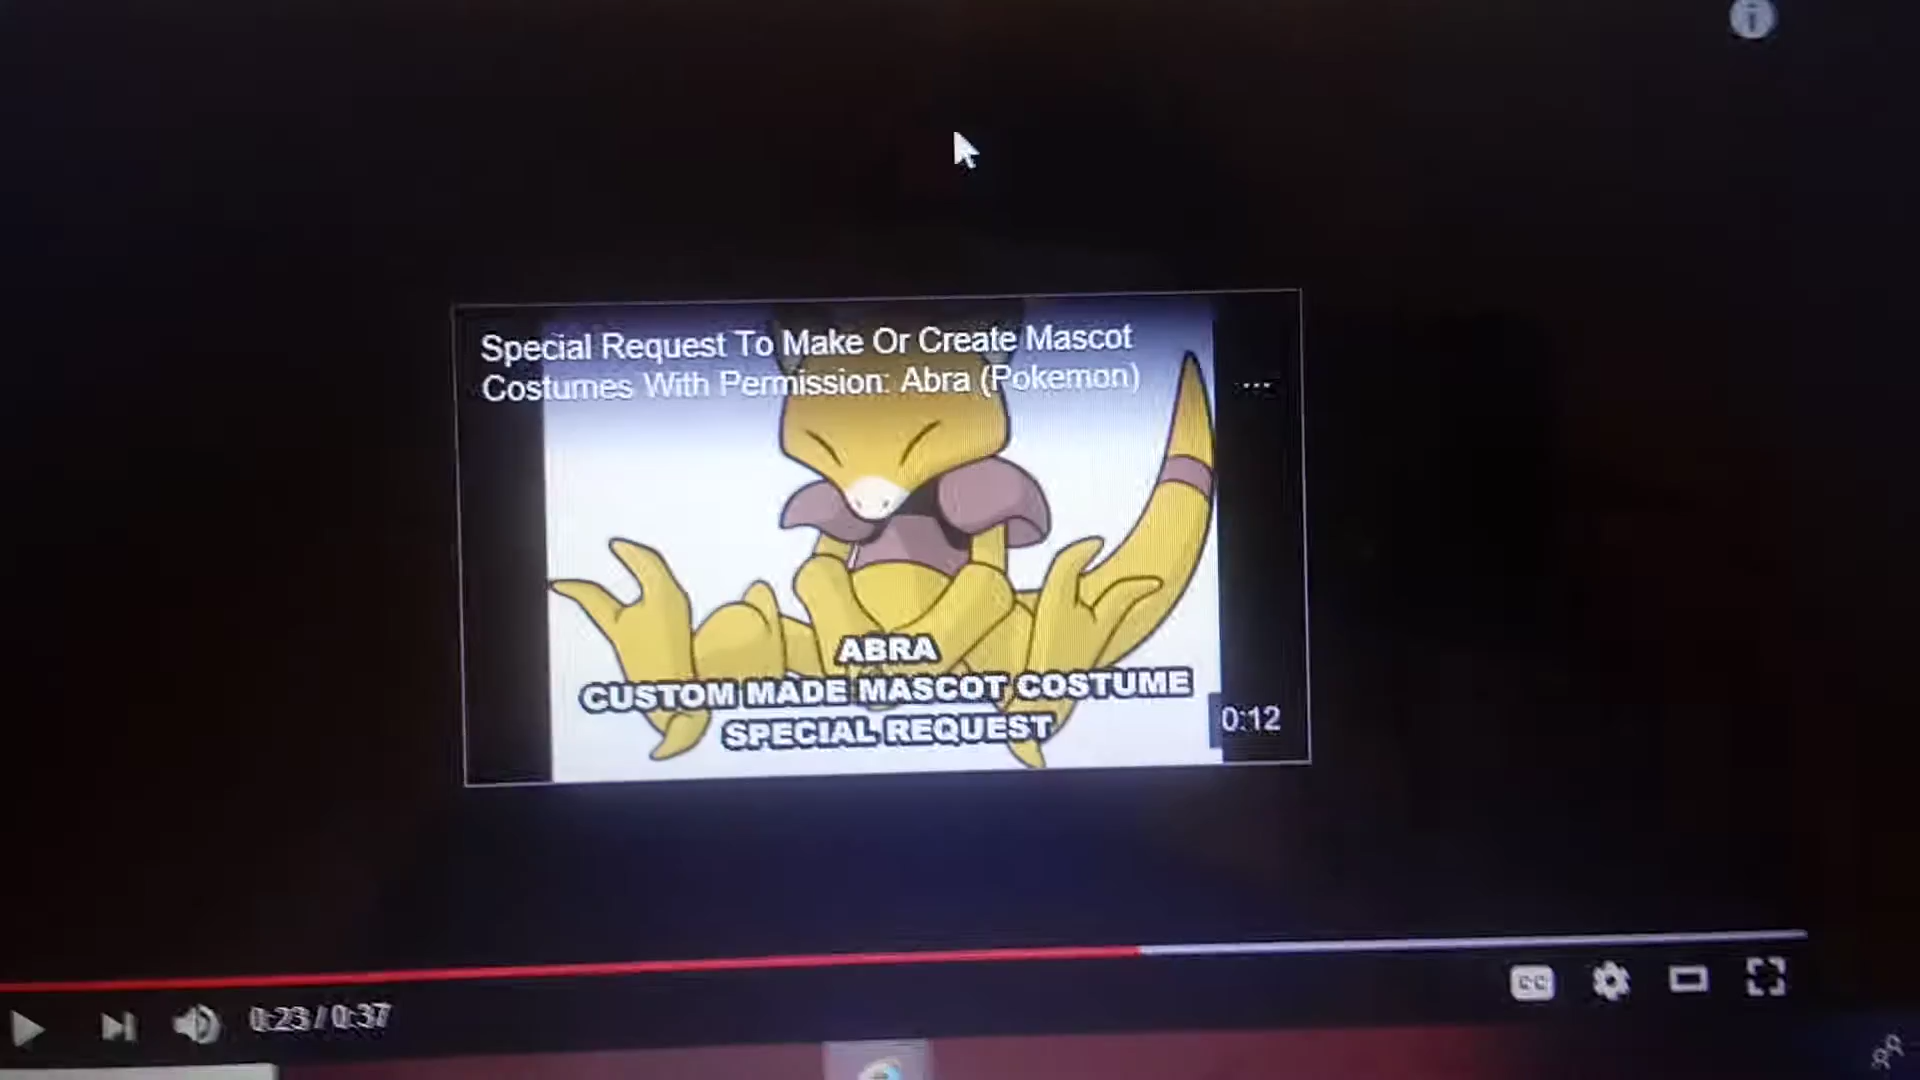 Special Request To Make Or Create Mascot
Costumes With Permission: Abra (Pokemon)
ABRA
CUSTOM MADE MASCOT COSTUME
SPECIAL REQUEST
0:12
0:23 / 0:37
CC